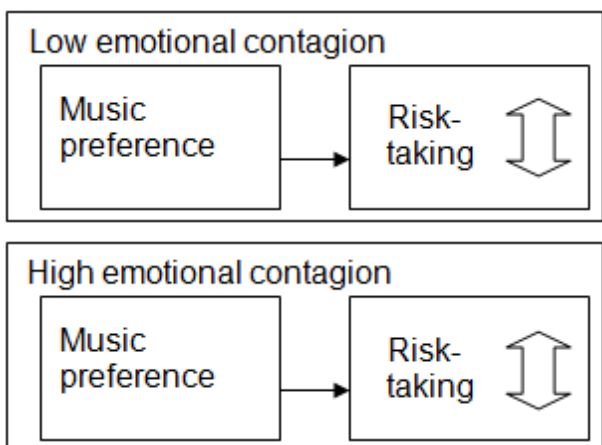 Low emotional contagion
Music
preference
Risk-
taking
High emotional contagion
Music
preference
Risk-
taking